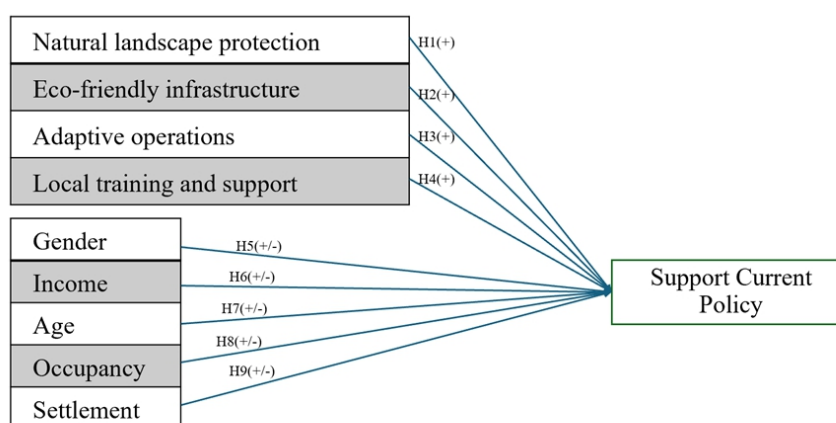 Natural landscape protection
H1(+)
Eco-friendly infrastructure
H2(+)
Adaptive operations
H3(+)
Local training and support
H4(+)
Gender
H5(+/-)
Income
H6(+/-)
Age
H7(+/-)
Occupancy
H8(+/-)
Settlement
H9(+/-)
Support Current
Policy